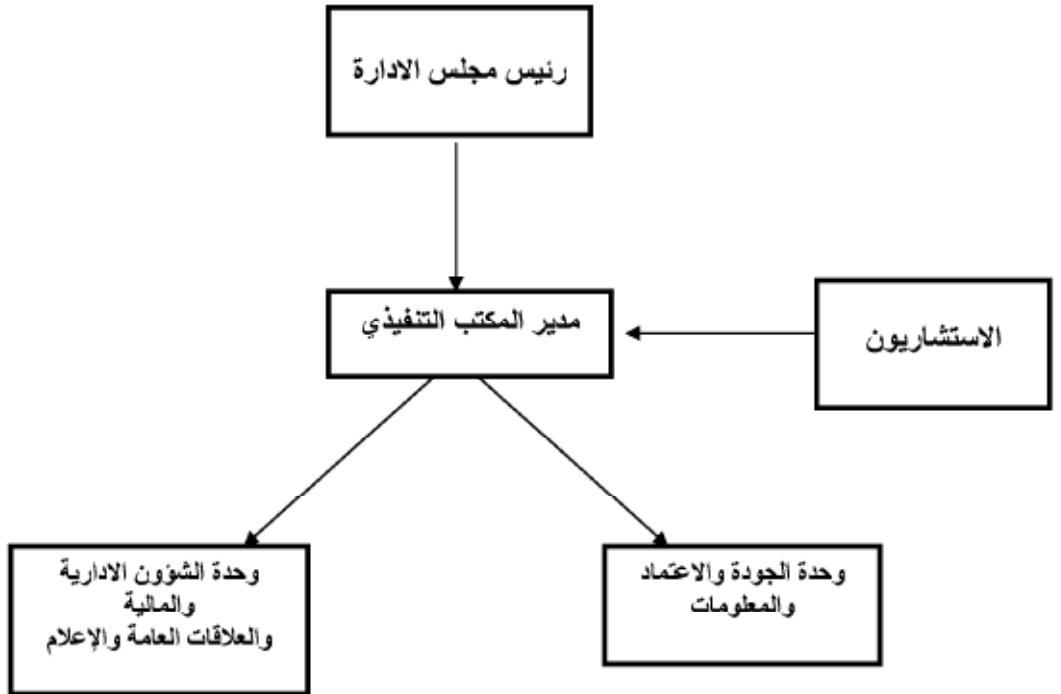 رئيس مجلس الادارة
مدير المكتب التنفيذي
الاستشاريون
وحدة الجودة والاعتماد
والمعلومات
وحدة الشؤون الادارية
والمالية
والعلاقات العامة والإعلام